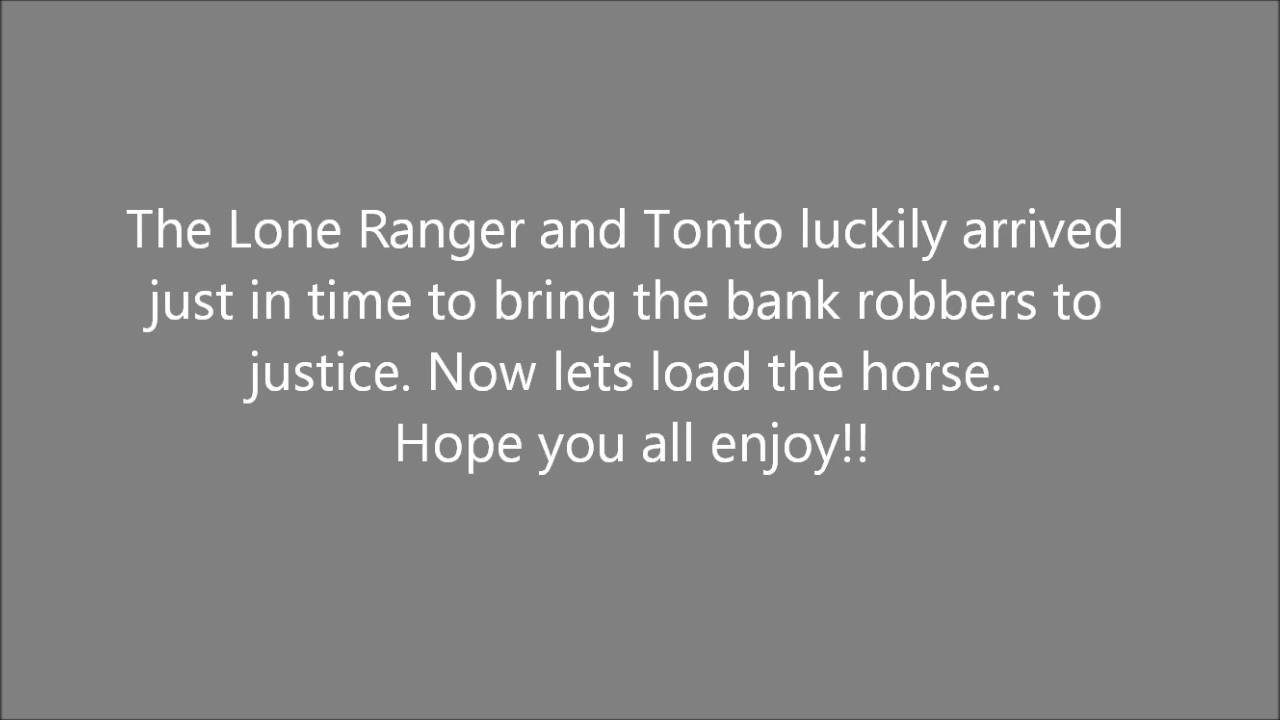 The Lone Ranger and Tonto luckily arrived
just in time to bring the bank robbers to
justice. Now lets load the horse.
Hope you all enjoy!!